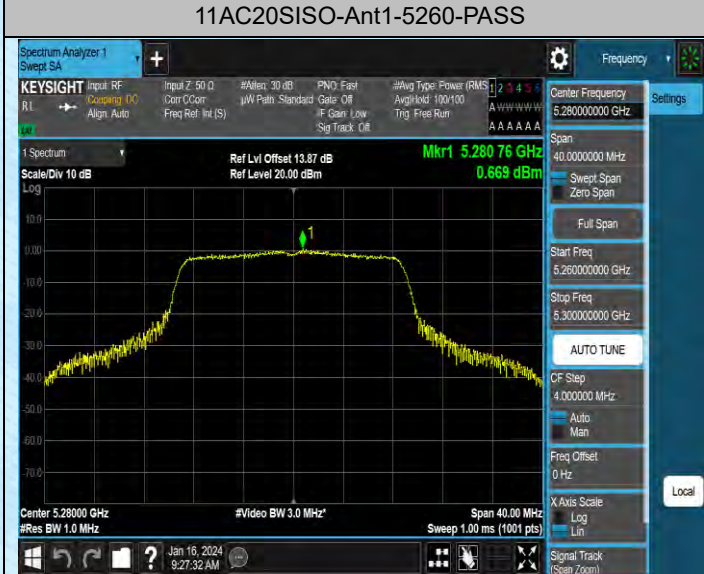 11AC20SISO-Ant1-5260-PASS
Spectrum Analyzer 1
Swept SA
+
Frequency
KEYSIGHT
RL
Input: RF
Coupling: DC
Align: Auto
Input Z: 50 Ω
Corr CCorr
Freq Ref: Int (S)
#Atten: 30 dB
µW Path: Standard
PNO: Fast
Gate: Off
IF Gain: Low
Sig Track: Off
#Avg Type: Power (RMS
Avg|Hold: 100/100
Trig: Free Run
1 2 3 4 5 6
A W W W W W
A A A A A A
1 Spectrum
Scale/Div 10 dB
Log
Ref Lvl Offset 13.87 dB
Ref Level 20.00 dBm
Mkr1 5.280 76 GHz
0.669 dBm
10.0
0.00
-10.0
-20.0
-30.0
-40.0
-50.0
-60.0
-70.0
1
Center 5.28000 GHz
#Res BW 1.0 MHz
#Video BW 3.0 MHz*
Span 40.00 MHz
Sweep 1.00 ms (1001 pts)
Center Frequency
5.280000000 GHz
Settings
Span
40.0000000 MHz
Swept Span
Zero Span
Full Span
Start Freq
5.260000000 GHz
Stop Freq
5.300000000 GHz
AUTO TUNE
CF Step
4.000000 MHz
Auto
Man
Freq Offset
0 Hz
X Axis Scale
Log
Lin
Local
Signal Track
(Span Zoom)
?
Jan 16, 2024
9:27:32 AM